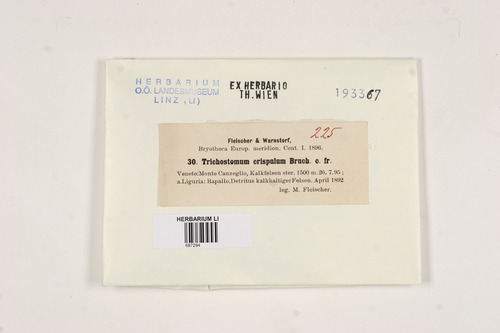 HERBARIUM
O.Ö. LANDESMUSEUM
LINZ (LI)
EX HERBARIO
TH. WIEN
193367
225
Fleischer & Warnstorf,
Bryotheca Europ. meridion, Cent. I. 1896.
30. Trichostomum crispulum Bruch. c. fr.
Veneto: Monte Canzeglio, Kalkfelsen ster. 1500 m. 26. 7. 95;
a. Liguria: Rapallo, Detritus kalkhaltiger Felsen. April 1892
leg. M. Fleischer.
HERBARIUM LI
697294